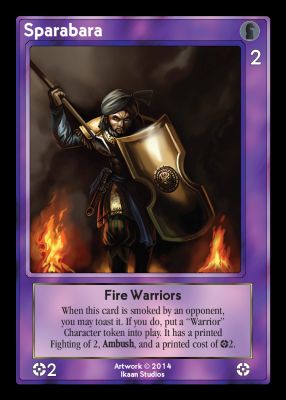 Sparabara
2
Fire Warriors
When this card is smoked by an opponent,
you may toast it. If you do, put a "Warrior"
Character token into play. It has a printed
Fighting of 2, Ambush, and a printed cost of 2.
2
Artwork © 2014
Ikaan Studios